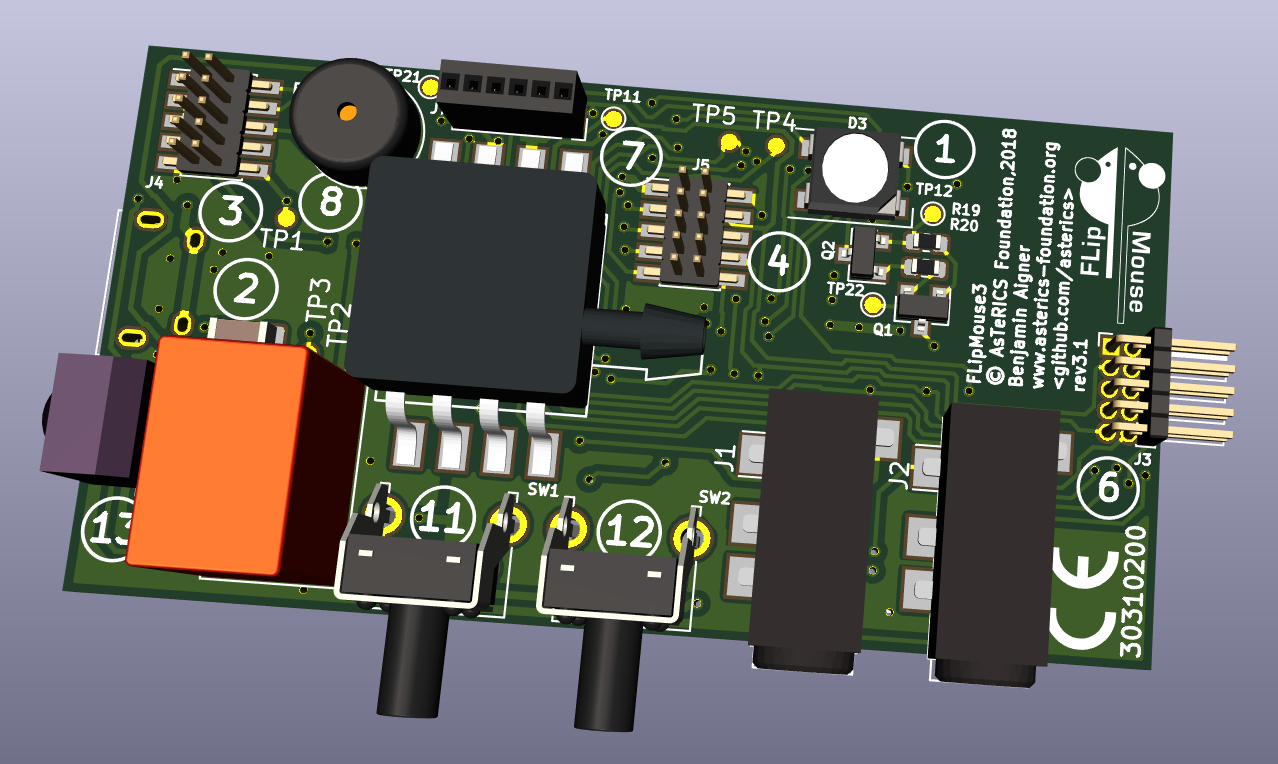 TP21
TP11
TP5
TP4
D3
1
7
J5
J4
3
8
TP1
TP12
R19
R20
Q2
4
2
TP3
TP2
TP22
Q1
FLipMouse3
© AsTeRICS Foundation,2018
Benjamin Aigner
www.asterics-foundation.org
<github.com/asterics>
rev3.1
FLip
Mouse
J1
J2
J3
6
SW1
SW2
11
12
13
CE
30310200